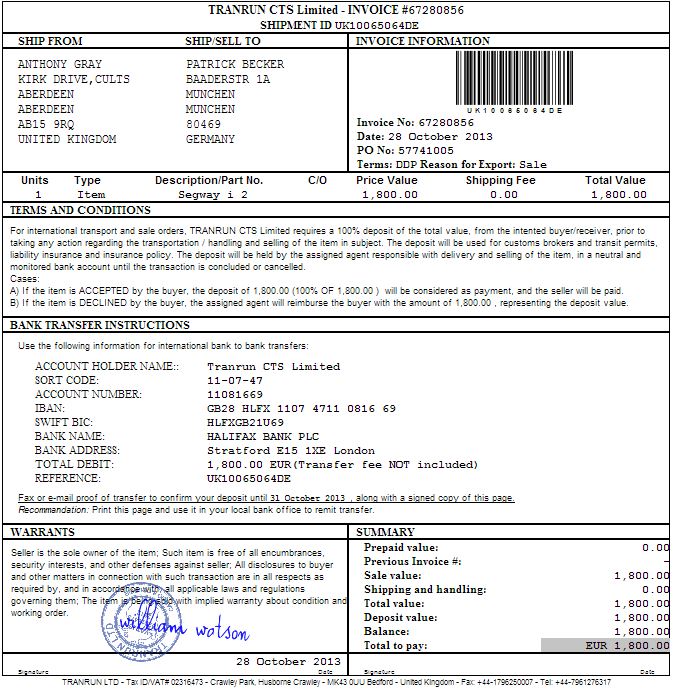 TRANRUN CTS Limited - INVOICE #67280856
SHIPMENT ID UK10065064DE
SHIP FROM SHIP/SELL TO INVOICE INFORMATION
ANTHONY GRAY PATRICK BECKER
KIRK DRIVE,CULTS BAADERSTR 1A
ABERDEEN MUNCHEN
ABERDEEN MUNCHEN
AB15 9RQ 80469
UNITED KINGDOM GERMANY
UK10065064DE
Invoice No: 67280856
Date: 28 October 2013
PO No: 57741005
Terms: DDP Reason for Export: Sale
Units Type Description/Part No. C/O Price Value Shipping Fee Total Value
1 Item Segway i 2 1,800.00 0.00 1,800.00
TERMS AND CONDITIONS
For international transport and sale orders, TRANRUN CTS Limited requires a 100% deposit of the total value, from the intented buyer/receiver, prior to
taking any action regarding the transportation / handling and selling of the item in subject. The deposit will be used for customs brokers and transit permits,
liability insurance and insurance policy. The deposit will be held by the assigned agent responsible with delivery and selling of the item, in a neutral and
monitored bank account until the transaction is concluded or cancelled.
Cases:
A) If the item is ACCEPTED by the buyer, the deposit of 1,800.00 (100% OF 1,800.00 ) will be considered as payment, and the seller will be paid.
B) If the item is DECLINED by the buyer, the assigned agent will reimburse the buyer with the amount of 1,800.00 , representing the deposit value.
BANK TRANSFER INSTRUCTIONS
Use the following information for international bank to bank transfers:
ACCOUNT HOLDER NAME:: Tranrun CTS Limited
SORT CODE: 11-07-47
ACCOUNT NUMBER: 11081669
IBAN: GB28 HLFX 1107 4711 0816 69
SWIFT BIC: HLFXGB21U69
BANK NAME: HALIFAX BANK PLC
BANK ADDRESS: Stratford E15 1XE London
TOTAL DEBIT: 1,800.00 EUR(Transfer fee NOT included)
REFERENCE: UK10065064DE
Fax or e-mail proof of transfer to confirm your deposit until 31 October 2013 , along with a signed copy of this page.
Recommandation: Print this page and use it in your local bank office to remit transfer.
WARRANTS
Seller is the sole owner of the item; Such item is free of all encumbrances,
security interests, and other defenses against seller; All disclosures to buyer
and other matters in connection with such transaction are in all respects as
required by, and in accordance with, all applicable laws and regulations
governing them; The item is being sold with implied warranty about condition and
working order.
william watson
TRANRUN LTD
28 October 2013
Signature Date
SUMMARY
Prepaid value: 0.00
Previous Invoice #: -
Sale value: 1,800.00
Shipping and handling: 0.00
Total value: 1,800.00
Deposit value: 1,800.00
Balance: 1,800.00
Total to pay: EUR 1,800.00
Signature Date
TRANRUN LTD - Tax ID/VAT# 02316473 - Crawley Park, Husborne Crawley - MK43 0UU Bedford - United Kingdom - Fax: +44-1796250007 - Tel: +44-7961276317